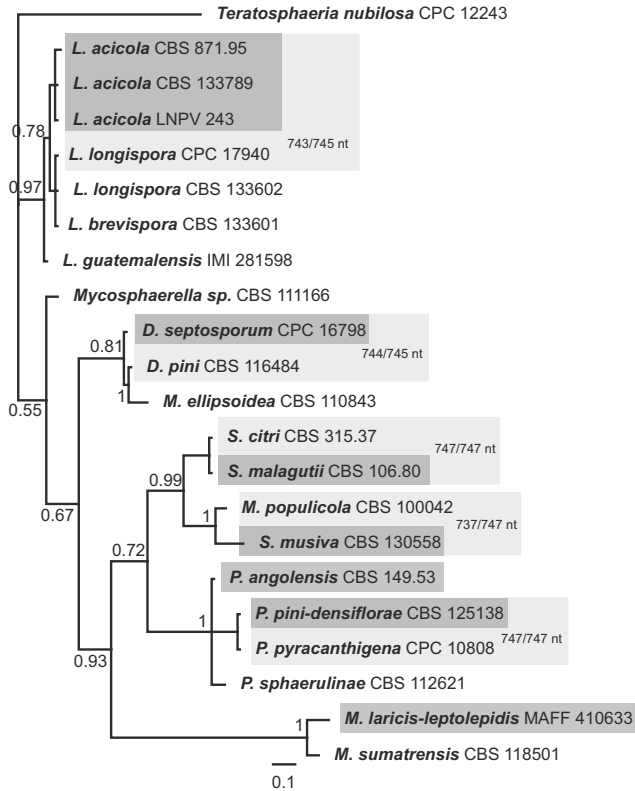 Teratosphaeria nubilosa CPC 12243
L. acicola CBS 871.95
L. acicola CBS 133789
L. acicola LNPV 243
0.78
743/745 nt
L. longispora CPC 17940
0.97
L. longispora CBS 133602
L. brevispora CBS 133601
L. guatemalensis IMI 281598
Mycosphaerella sp. CBS 111166
D. septosporum CPC 16798
0.81
744/745 nt
D. pini CBS 116484
1
M. ellipsoidea CBS 110843
0.55
S. citri CBS 315.37
747/747 nt
S. malagutii CBS 106.80
0.99
M. populicola CBS 100042
0.67
1
737/747 nt
S. musiva CBS 130558
0.72
P. angolensis CBS 149.53
P. pini-densiflorae CBS 125138
1
747/747 nt
P. pyracanthigena CPC 10808
0.93
P. sphaerulinae CBS 112621
M. laricis-leptolepidis MAFF 410633
1
M. sumatrensis CBS 118501
0.1